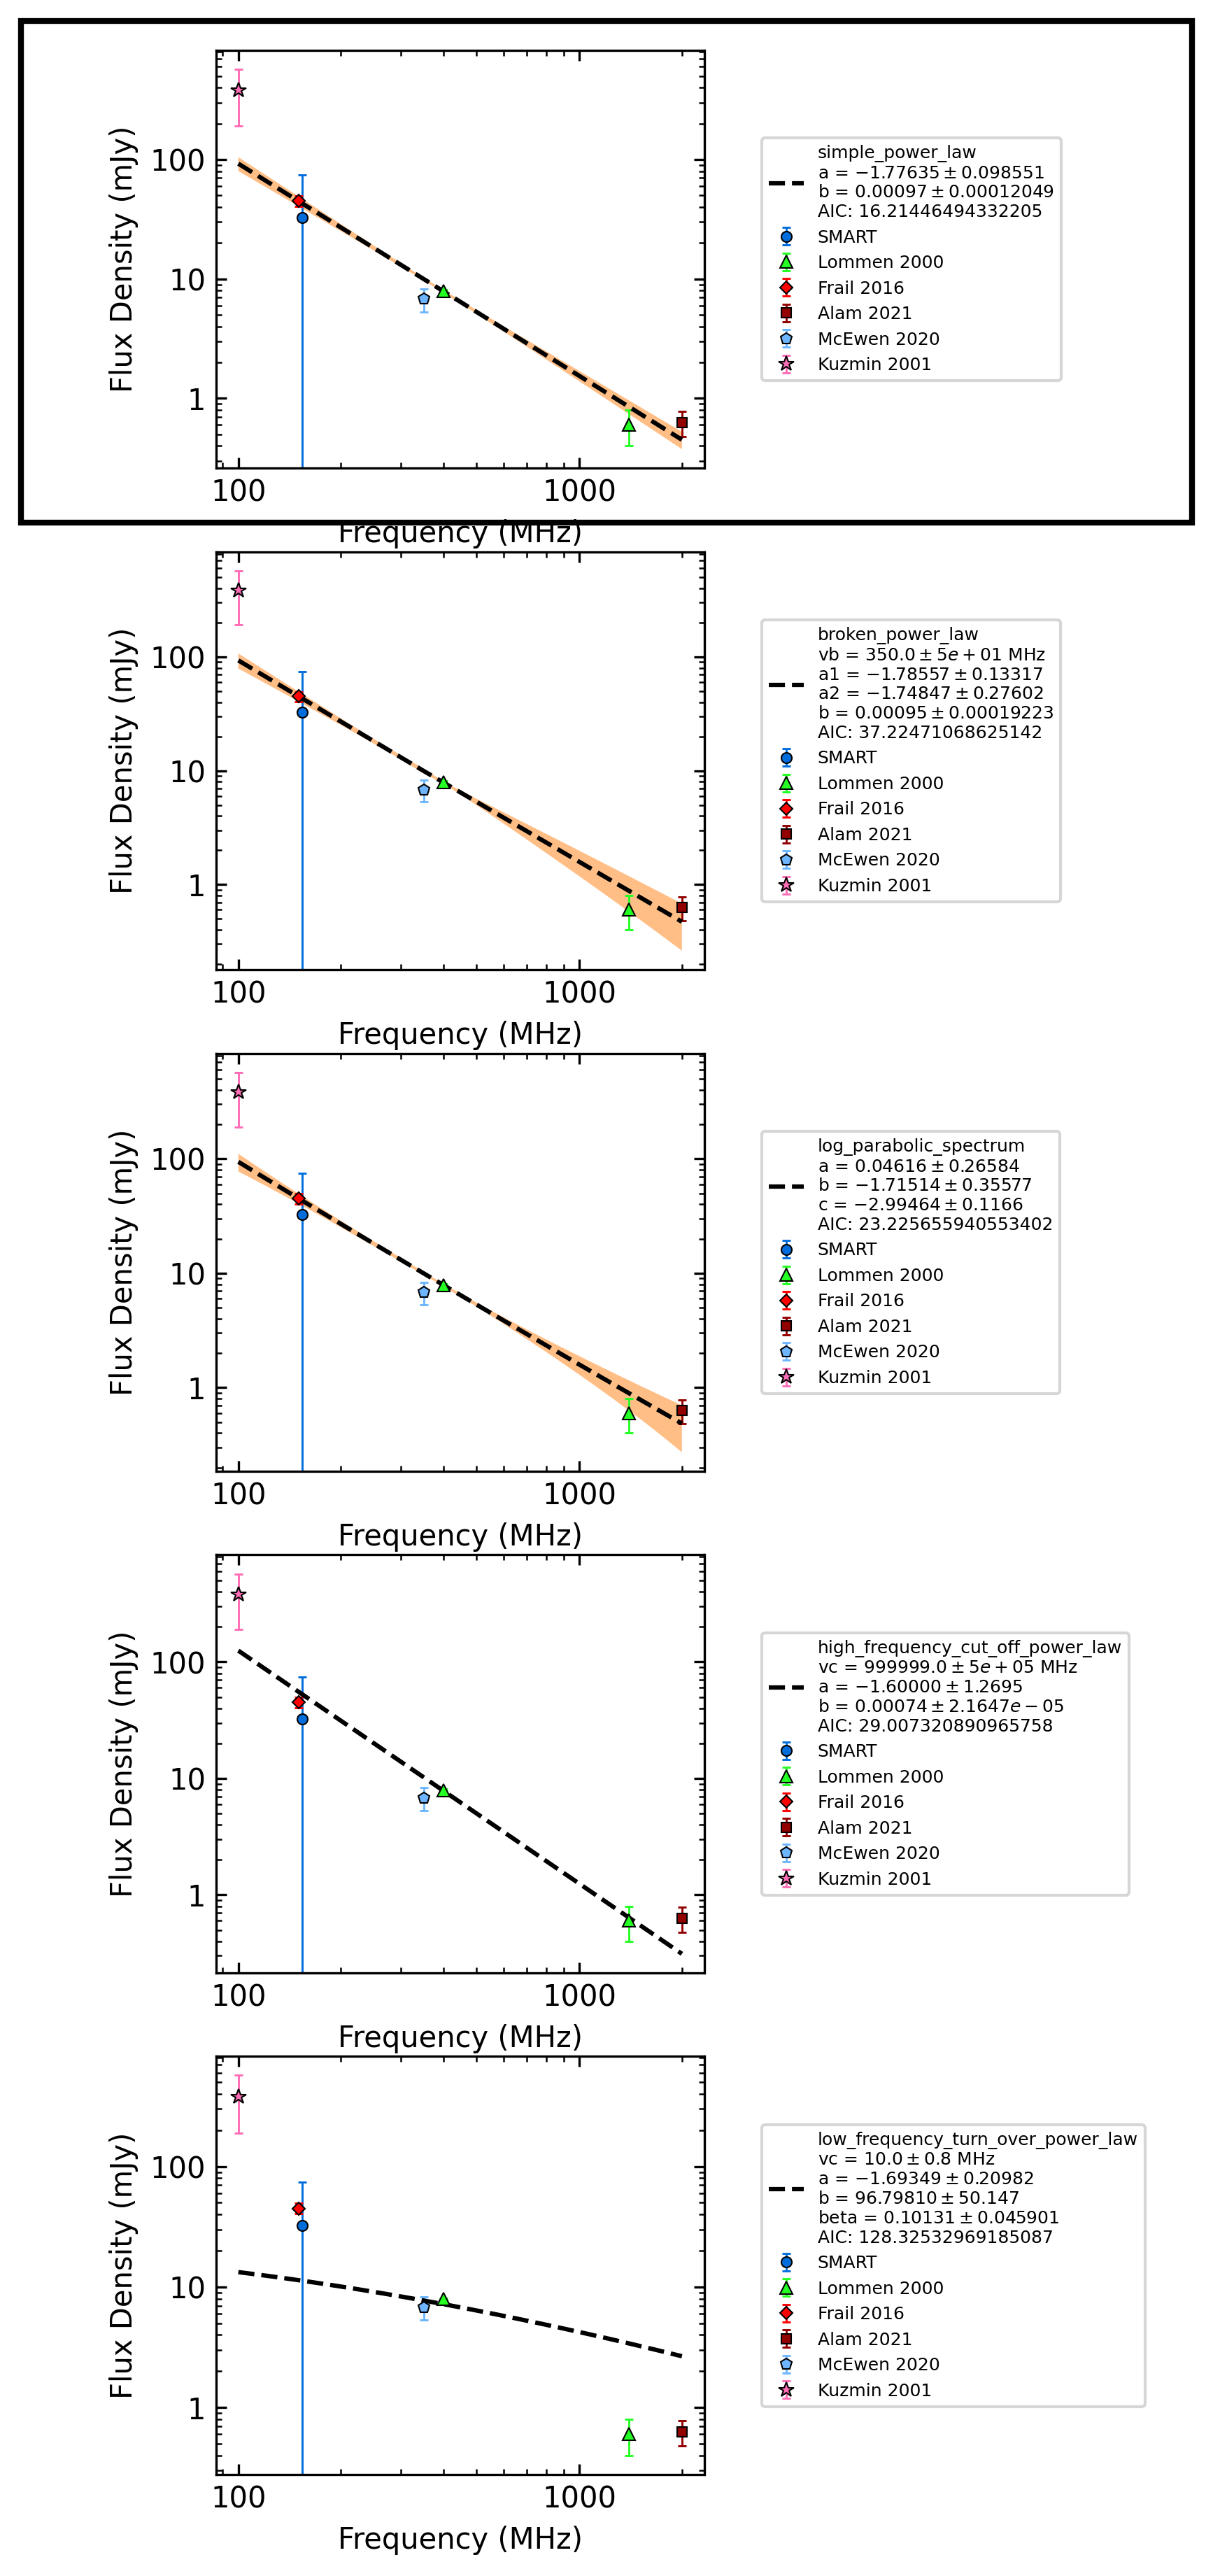 Flux Density (mJy)
100
10
1
100 1000
Frequency (MHz)
simple_power_law
a = −1.77635 ± 0.098551
b = 0.00097 ± 0.00012049
AIC: 16.21446494332205
SMART
Lommen 2000
Frail 2016
Alam 2021
McEwen 2020
Kuzmin 2001
Flux Density (mJy)
100
10
1
100 1000
Frequency (MHz)
broken_power_law
vb = 350.0 ± 5e + 01 MHz
a1 = −1.78557 ± 0.13317
a2 = −1.74847 ± 0.27602
b = 0.00095 ± 0.00019223
AIC: 37.22471068625142
SMART
Lommen 2000
Frail 2016
Alam 2021
McEwen 2020
Kuzmin 2001
Flux Density (mJy)
100
10
1
100 1000
Frequency (MHz)
log_parabolic_spectrum
a = 0.04616 ± 0.26584
b = −1.71514 ± 0.35577
c = −2.99464 ± 0.1166
AIC: 23.225655940553402
SMART
Lommen 2000
Frail 2016
Alam 2021
McEwen 2020
Kuzmin 2001
Flux Density (mJy)
100
10
1
100 1000
Frequency (MHz)
high_frequency_cut_off_power_law
vc = 999999.0 ± 5e + 05 MHz
a = −1.60000 ± 1.2695
b = 0.00074 ± 2.1647e − 05
AIC: 29.007320890965758
SMART
Lommen 2000
Frail 2016
Alam 2021
McEwen 2020
Kuzmin 2001
Flux Density (mJy)
100
10
1
100 1000
Frequency (MHz)
low_frequency_turn_over_power_law
vc = 10.0 ± 0.8 MHz
a = −1.69349 ± 0.20982
b = 96.79810 ± 50.147
beta = 0.10131 ± 0.045901
AIC: 128.32532969185087
SMART
Lommen 2000
Frail 2016
Alam 2021
McEwen 2020
Kuzmin 2001